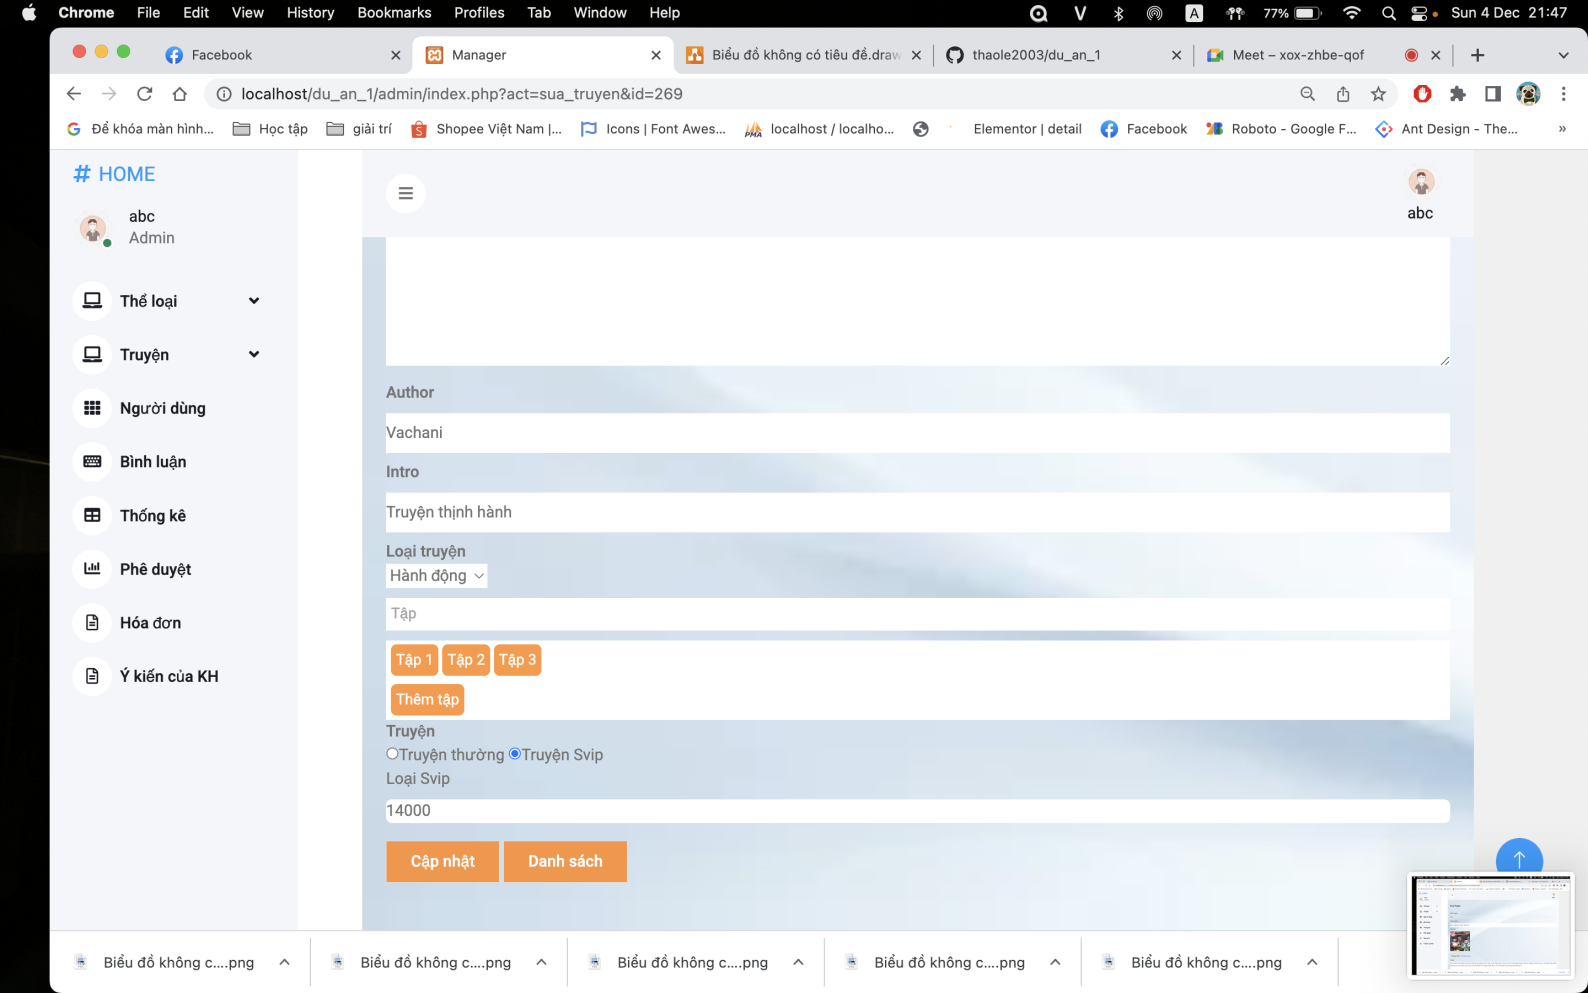 Chrome File Edit View History Bookmarks Profiles Tab Window Help A 77% Sun 4 Dec 21:47
Facebook Manager Biểu đồ không có tiêu đề.draw thaole2003/du_an_1 Meet – xox-zhbe-qof
localhost/du_an_1/admin/index.php?act=sua_truyen&id=269
Để khóa màn hình... Học tập giải trí Shopee Việt Nam |... Icons | Font Awes... localhost / localho... Elementor | detail Facebook Roboto - Google F... Ant Design - The... »
# HOME
abc
Admin
Thể loại
Truyện
Người dùng
Bình luận
Thống kê
Phê duyệt
Hóa đơn
Ý kiến của KH
abc
Author
Vachani
Intro
Truyện thịnh hành
Loại truyện
Hành động
Tập
Tập 1 Tập 2 Tập 3
Thêm tập
Truyện
Truyện thường Truyện Svip
Loại Svip
14000
Cập nhật Danh sách
Biểu đồ không c....png Biểu đồ không c....png Biểu đồ không c....png Biểu đồ không c....png Biểu đồ không c....png